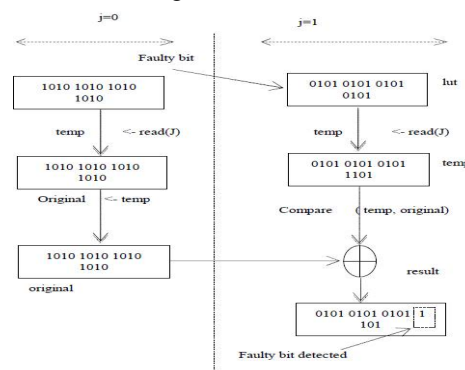 j=0
j=1
Faulty bit
1010 1010 1010
1010
0101 0101 0101
0101
lut
temp <- read(J)
temp <- read(J)
1010 1010 1010
1010
0101 0101 0101
1101
temp
Original <- temp
Compare ( temp, original)
1010 1010 1010
1010
result
original
0101 0101 0101 1
101
Faulty bit detected